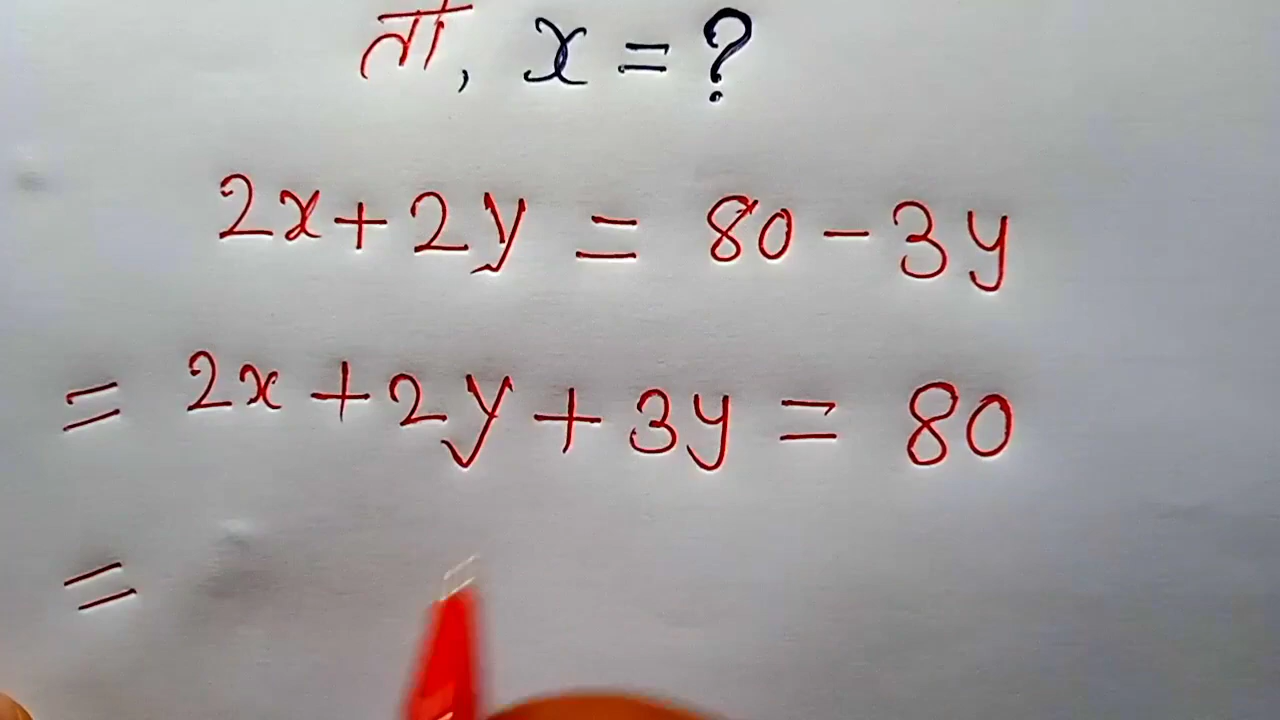 ता, x = ?
2x + 2y = 80 - 3y
= 2x + 2y + 3y = 80
=